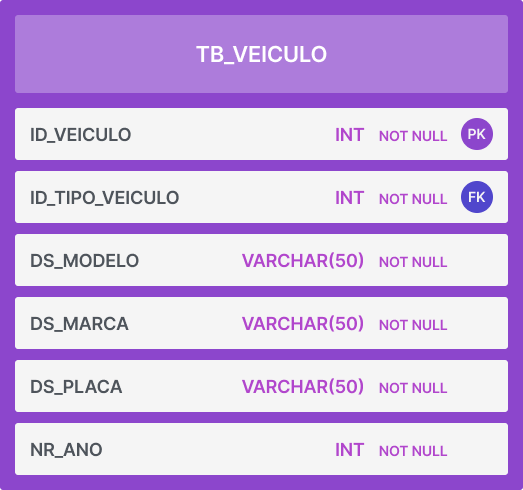 TB_VEICULO
ID_VEICULO INT NOT NULL PK
ID_TIPO_VEICULO INT NOT NULL FK
DS_MODELO VARCHAR(50) NOT NULL
DS_MARCA VARCHAR(50) NOT NULL
DS_PLACA VARCHAR(50) NOT NULL
NR_ANO INT NOT NULL